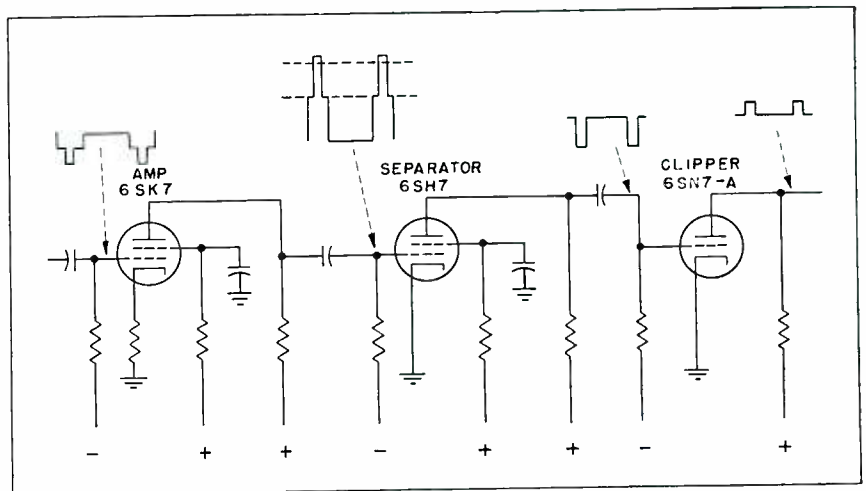 AMP
6SK7
SEPARATOR
6SH7
CLIPPER
6SN7-A
- + + - + + - +